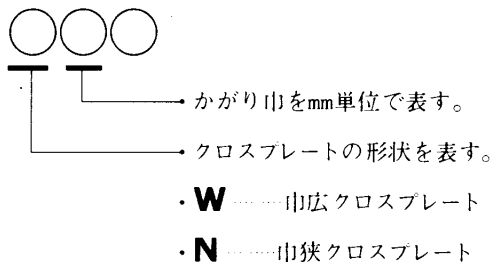 ○○○
・かがり巾をmm単位で表す。
・クロスプレートの形状を表す。
・W………巾広クロスプレート
・N………巾狭クロスプレート